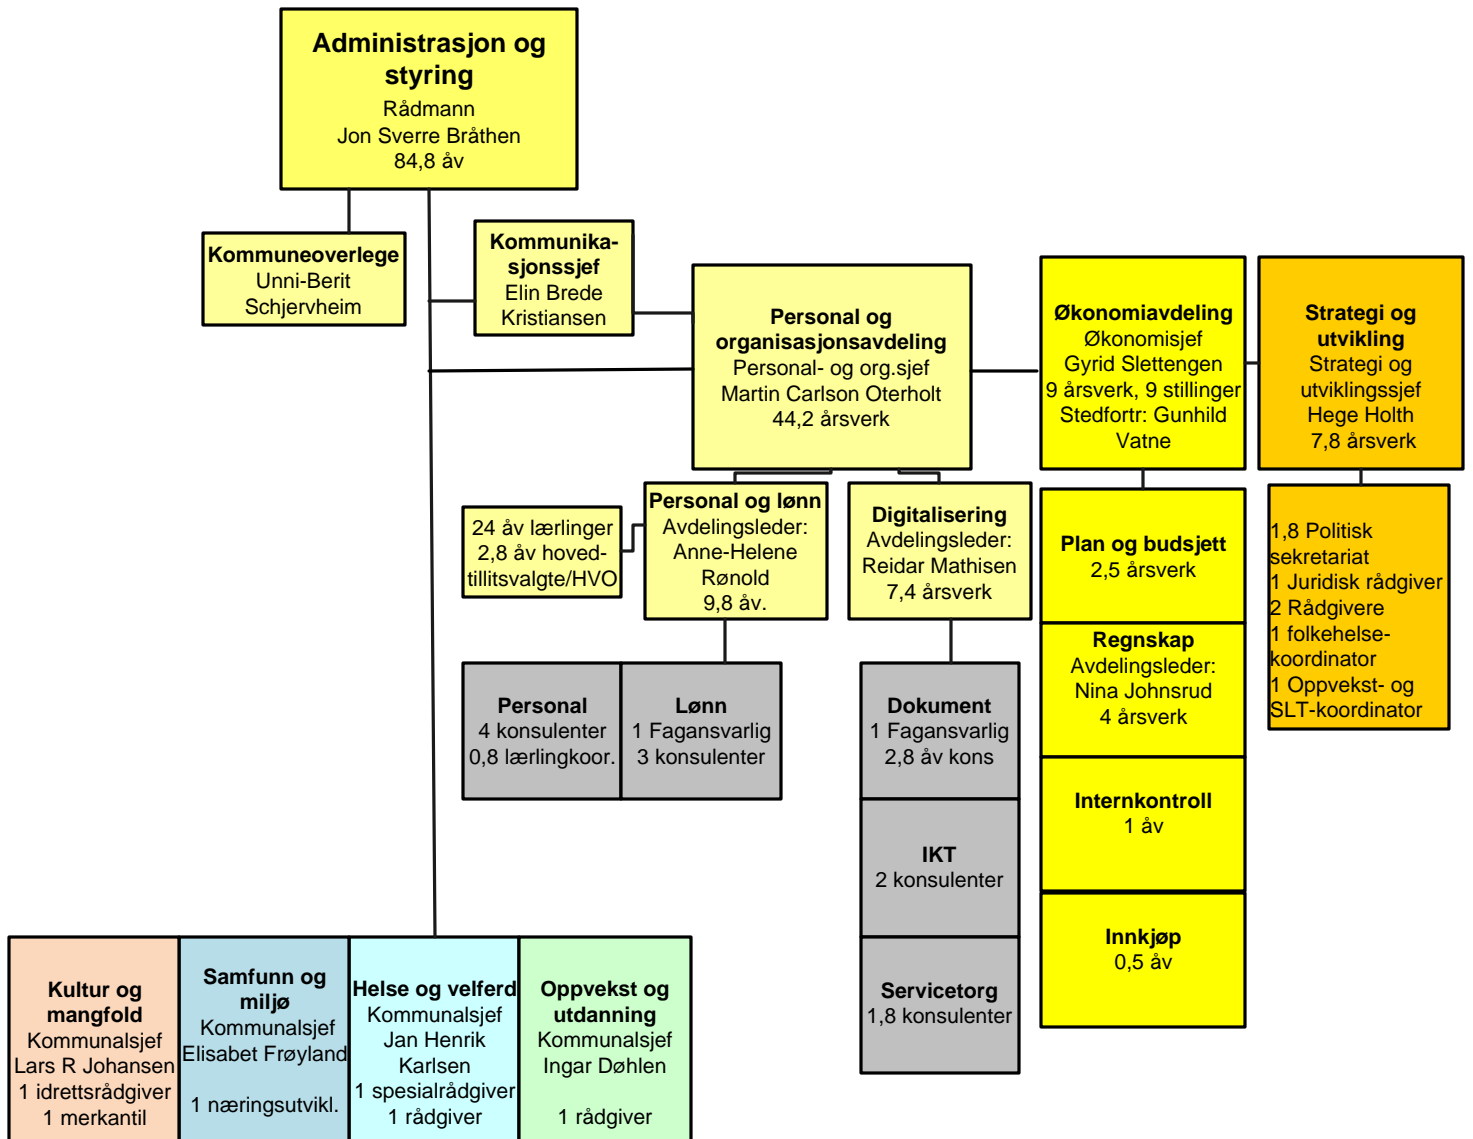 Administrasjon og
styring
Rådmann
Jon Sverre Bråthen
84,8 åv
Kommuneoverlege
Unni-Berit
Schjervheim
Kommunika-
sjonssjef
Elin Brede
Kristiansen
Personal og
organisasjonsavdeling
Personal- og org.sjef
Martin Carlson Oterholt
44,2 årsverk
Økonomiavdeling
Økonomisjef
Gyrid Slettengen
9 årsverk, 9 stillinger
Stedfortr: Gunhild
Vatne
Strategi og
utvikling
Strategi og
utviklingssjef
Hege Holth
7,8 årsverk
24 åv lærlinger
2,8 åv hoved-
tillitsvalgte/HVO
Personal og lønn
Avdelingsleder:
Anne-Helene
Rønold
9,8 åv.
Digitalisering
Avdelingsleder:
Reidar Mathisen
7,4 årsverk
Plan og budsjett
2,5 årsverk
1,8 Politisk
sekretariat
1 Juridisk rådgiver
2 Rådgivere
1 folkehelse-
koordinator
1 Oppvekst- og
SLT-koordinator
Regnskap
Avdelingsleder:
Nina Johnsrud
4 årsverk
Personal
4 konsulenter
0,8 lærlingkoor.
Lønn
1 Fagansvarlig
3 konsulenter
Dokument
1 Fagansvarlig
2,8 åv kons
Internkontroll
1 åv
IKT
2 konsulenter
Innkjøp
0,5 åv
Servicetorg
1,8 konsulenter
Kultur og
mangfold
Kommunalsjef
Lars R Johansen
1 idrettsrådgiver
1 merkantil
Samfunn og
miljø
Kommunalsjef
Elisabet Frøyland
1 næringsutvikl.
Helse og velferd
Kommunalsjef
Jan Henrik
Karlsen
1 spesialrådgiver
1 rådgiver
Oppvekst og
utdanning
Kommunalsjef
Ingar Døhlen
1 rådgiver